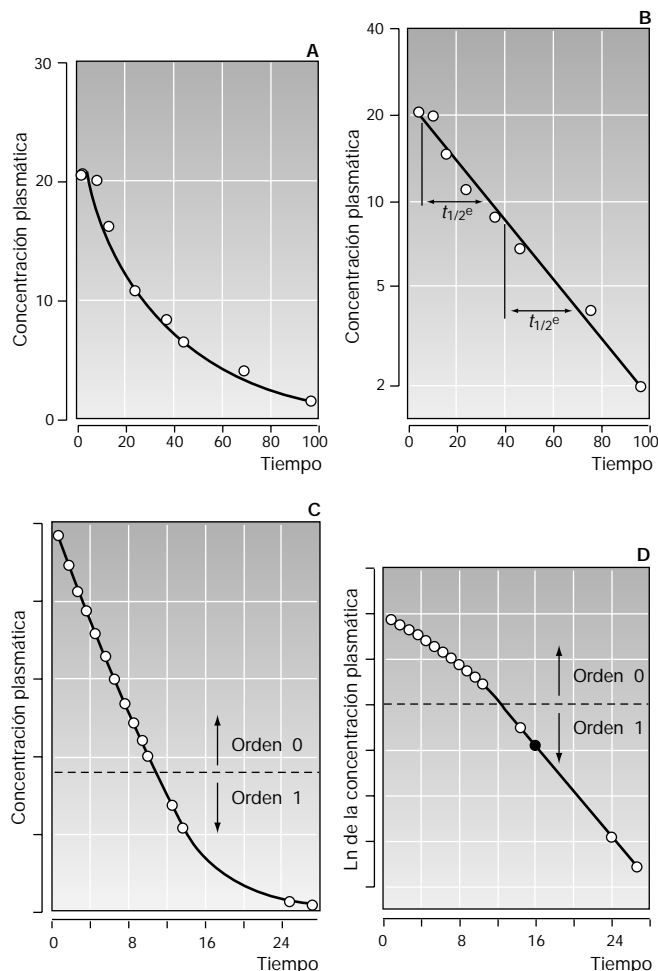 A
30
20
10
0
Concentración plasmática
0 20 40 60 80 100
Tiempo
B
40
20
10
5
2
Concentración plasmática
t1/2e
t1/2e
0 20 40 60 80 100
Tiempo
C
Concentración plasmática
Orden 0
Orden 1
0 8 16 24
Tiempo
D
Ln de la concentración plasmática
Orden 0
Orden 1
0 8 16 24
Tiempo